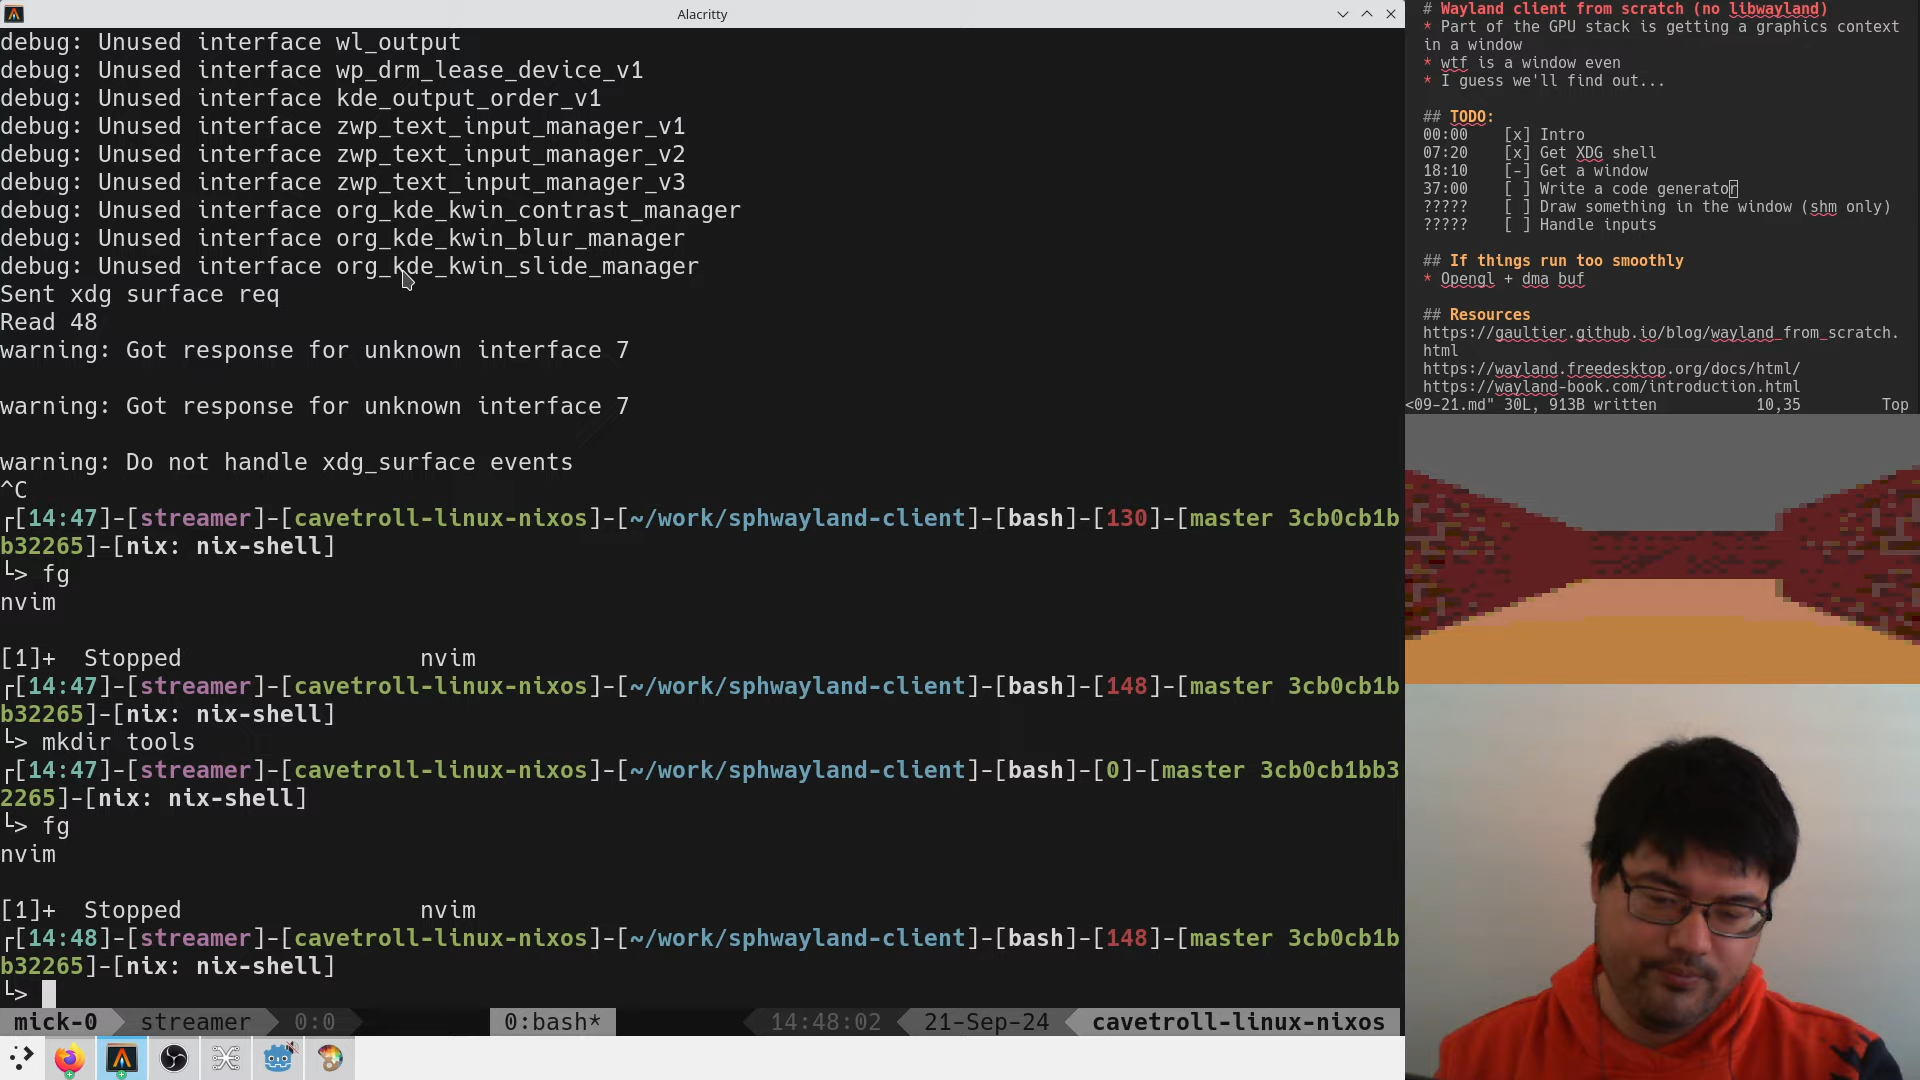 Alacritty
debug: Unused interface wl_output
debug: Unused interface wp_drm_lease_device_v1
debug: Unused interface kde_output_order_v1
debug: Unused interface zwp_text_input_manager_v1
debug: Unused interface zwp_text_input_manager_v2
debug: Unused interface zwp_text_input_manager_v3
debug: Unused interface org_kde_kwin_contrast_manager
debug: Unused interface org_kde_kwin_blur_manager
debug: Unused interface org_kde_kwin_slide_manager
Sent xdg surface req
Read 48
warning: Got response for unknown interface 7
warning: Got response for unknown interface 7
warning: Do not handle xdg_surface events
^C
┌[14:47]-[streamer]-[cavetroll-linux-nixos]-[~/work/sphwayland-client]-[bash]-[130]-[master 3cb0cb1b
b32265]-[nix: nix-shell]
└> fg
nvim
[1]+  Stopped                 nvim
┌[14:47]-[streamer]-[cavetroll-linux-nixos]-[~/work/sphwayland-client]-[bash]-[148]-[master 3cb0cb1b
b32265]-[nix: nix-shell]
└> mkdir tools
┌[14:47]-[streamer]-[cavetroll-linux-nixos]-[~/work/sphwayland-client]-[bash]-[0]-[master 3cb0cb1bb3
2265]-[nix: nix-shell]
└> fg
nvim
[1]+  Stopped                 nvim
┌[14:48]-[streamer]-[cavetroll-linux-nixos]-[~/work/sphwayland-client]-[bash]-[148]-[master 3cb0cb1b
b32265]-[nix: nix-shell]
└>
mick-0 streamer 0:0 0:bash* 14:48:02 21-Sep-24 cavetroll-linux-nixos
# Wayland client from scratch (no libwayland)
* Part of the GPU stack is getting a graphics context
in a window
* wtf is a window even
* I guess we'll find out...
## TODO:
00:00    [x] Intro
07:20    [x] Get XDG shell
18:10    [-] Get a window
37:00    [ ] Write a code generator
?????    [ ] Draw something in the window (shm only)
?????    [ ] Handle inputs
## If things run too smoothly
* Opengl + dma buf
## Resources
https://gaultier.github.io/blog/wayland_from_scratch.
html
https://wayland.freedesktop.org/docs/html/
https://wayland-book.com/introduction.html
<09-21.md" 30L, 913B written 10,35 Top